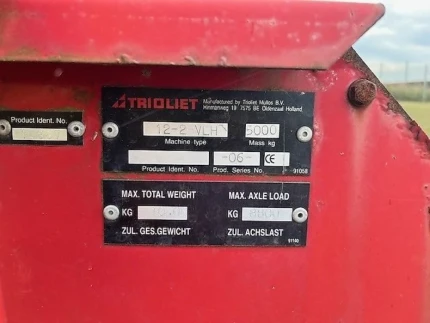 TRIOLIET
Manufactured by Trioliet Mullos B.V.
Hinmanweg 19 7575 BE Oldenzaal Holland
12-2 VLH 5000
Machine type Mass kg
-06- CE
Product Ident. No. Prod. Series No.
91058
Product Ident. No.
MAX. TOTAL WEIGHT MAX. AXLE LOAD
KG KG
ZUL. GES.GEWICHT ZUL. ACHSLAST